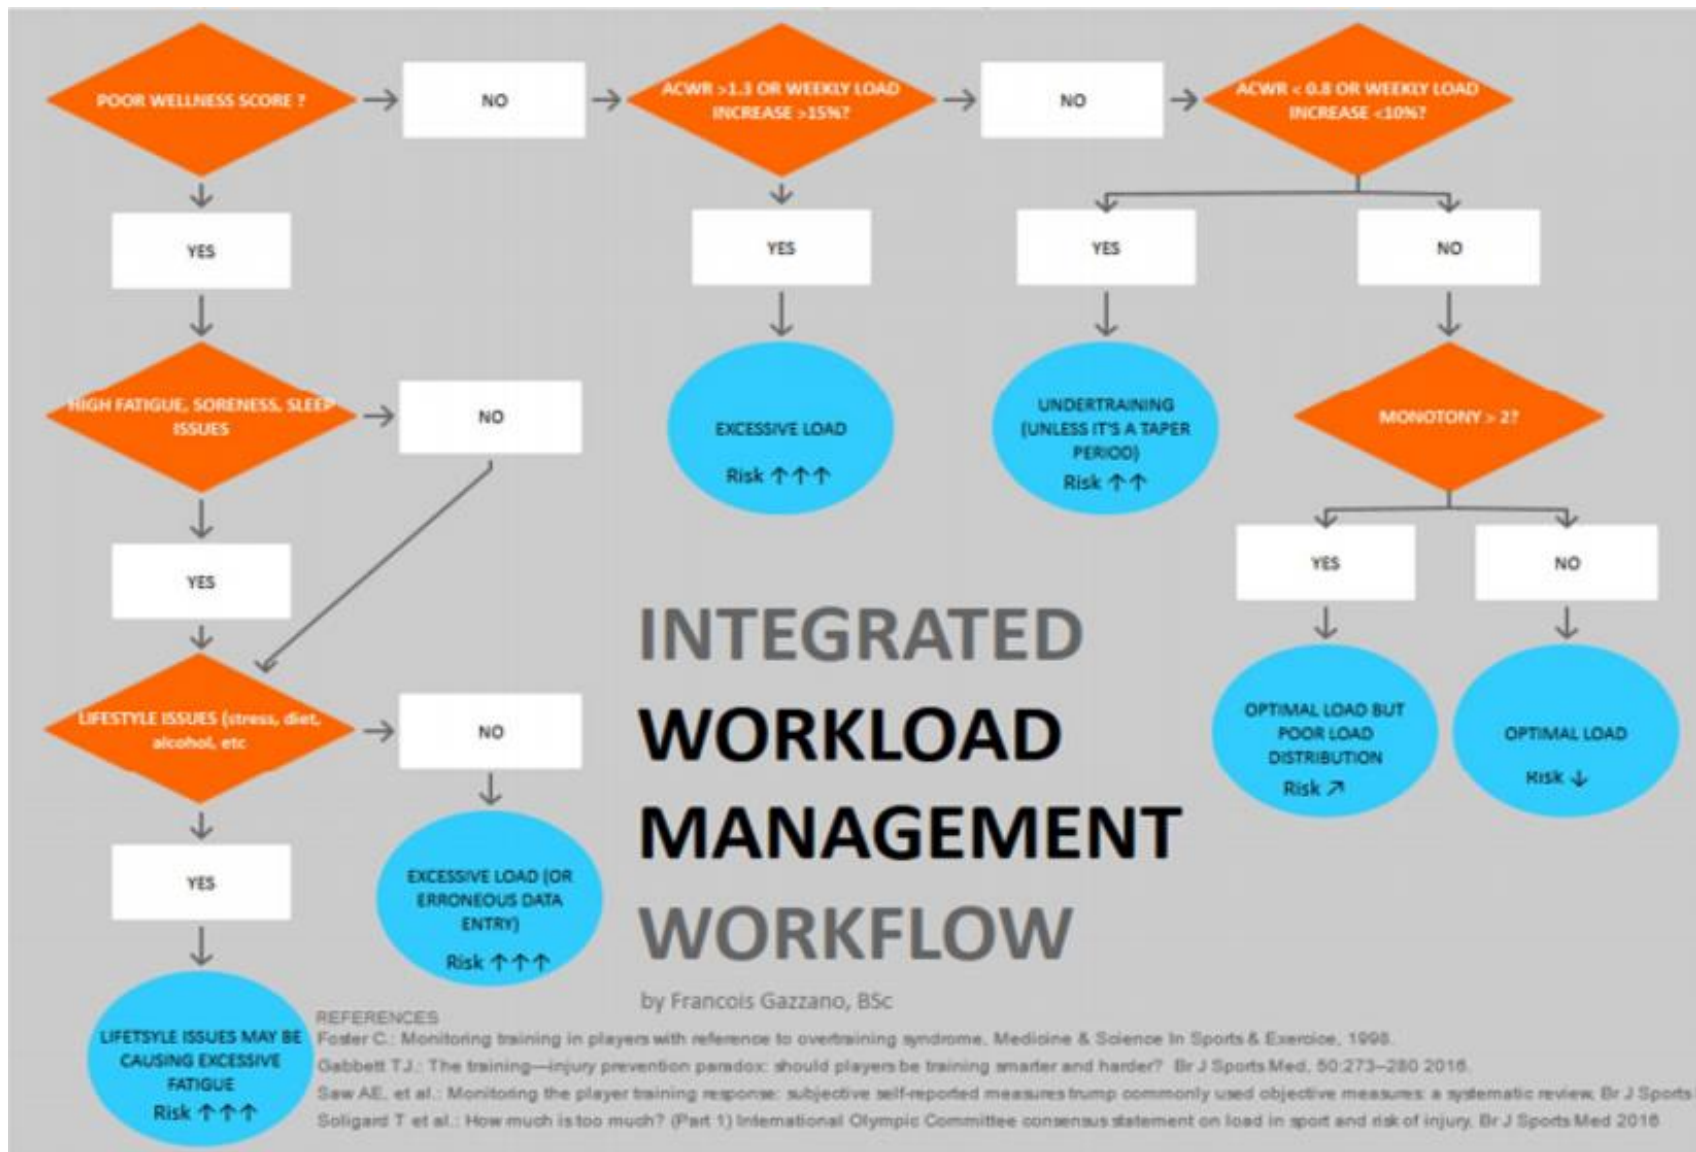 POOR WELLNESS SCORE ?
NO
ACWR >1.3 OR WEEKLY LOAD
INCREASE >15%?
NO
ACWR < 0.8 OR WEEKLY LOAD
INCREASE <10%?
YES
YES
YES
NO
HIGH FATIGUE, SORENESS, SLEEP
ISSUES
NO
EXCESSIVE LOAD
Risk ↑↑↑
UNDERTRAINING
(UNLESS IT'S A TAPER
PERIOD)
Risk ↑↑
MONOTONY > 2?
YES
YES
NO
LIFESTYLE ISSUES (stress, diet,
alcohol, etc
NO
OPTIMAL LOAD BUT
POOR LOAD
DISTRIBUTION
Risk ↗
OPTIMAL LOAD
Risk ↓
YES
EXCESSIVE LOAD (OR
ERRONEOUS DATA
ENTRY)
Risk ↑↑↑
LIFETSYLE ISSUES MAY BE
CAUSING EXCESSIVE
FATIGUE
Risk ↑↑↑
INTEGRATED
WORKLOAD
MANAGEMENT
WORKFLOW
by Francois Gazzano, BSc
REFERENCES
Foster C.: Monitoring training in players with reference to overtraining syndrome, Medicine & Science In Sports & Exercice, 1998.
Gabbett TJ.: The training—injury prevention paradox: should players be training smarter and harder? Br J Sports Med, 50:273–280 2016.
Saw AE, et al.: Monitoring the player training response: subjective self-reported measures trump commonly used objective measures: a systematic review, Br J Sports
Soligard T et al.: How much is too much? (Part 1) International Olympic Committee consensus statement on load in sport and risk of injury, Br J Sports Med 2016